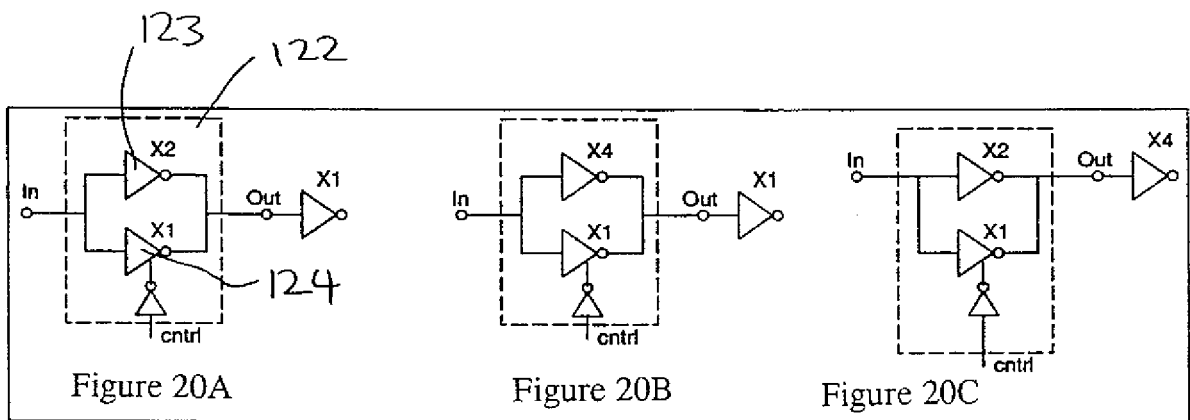 123
122
In
X2
X1
Out
X1
124
cntrl
Figure 20A
In
X4
X1
Out
X1
cntrl
Figure 20B
In
X2
X1
Out
X4
cntrl
Figure 20C